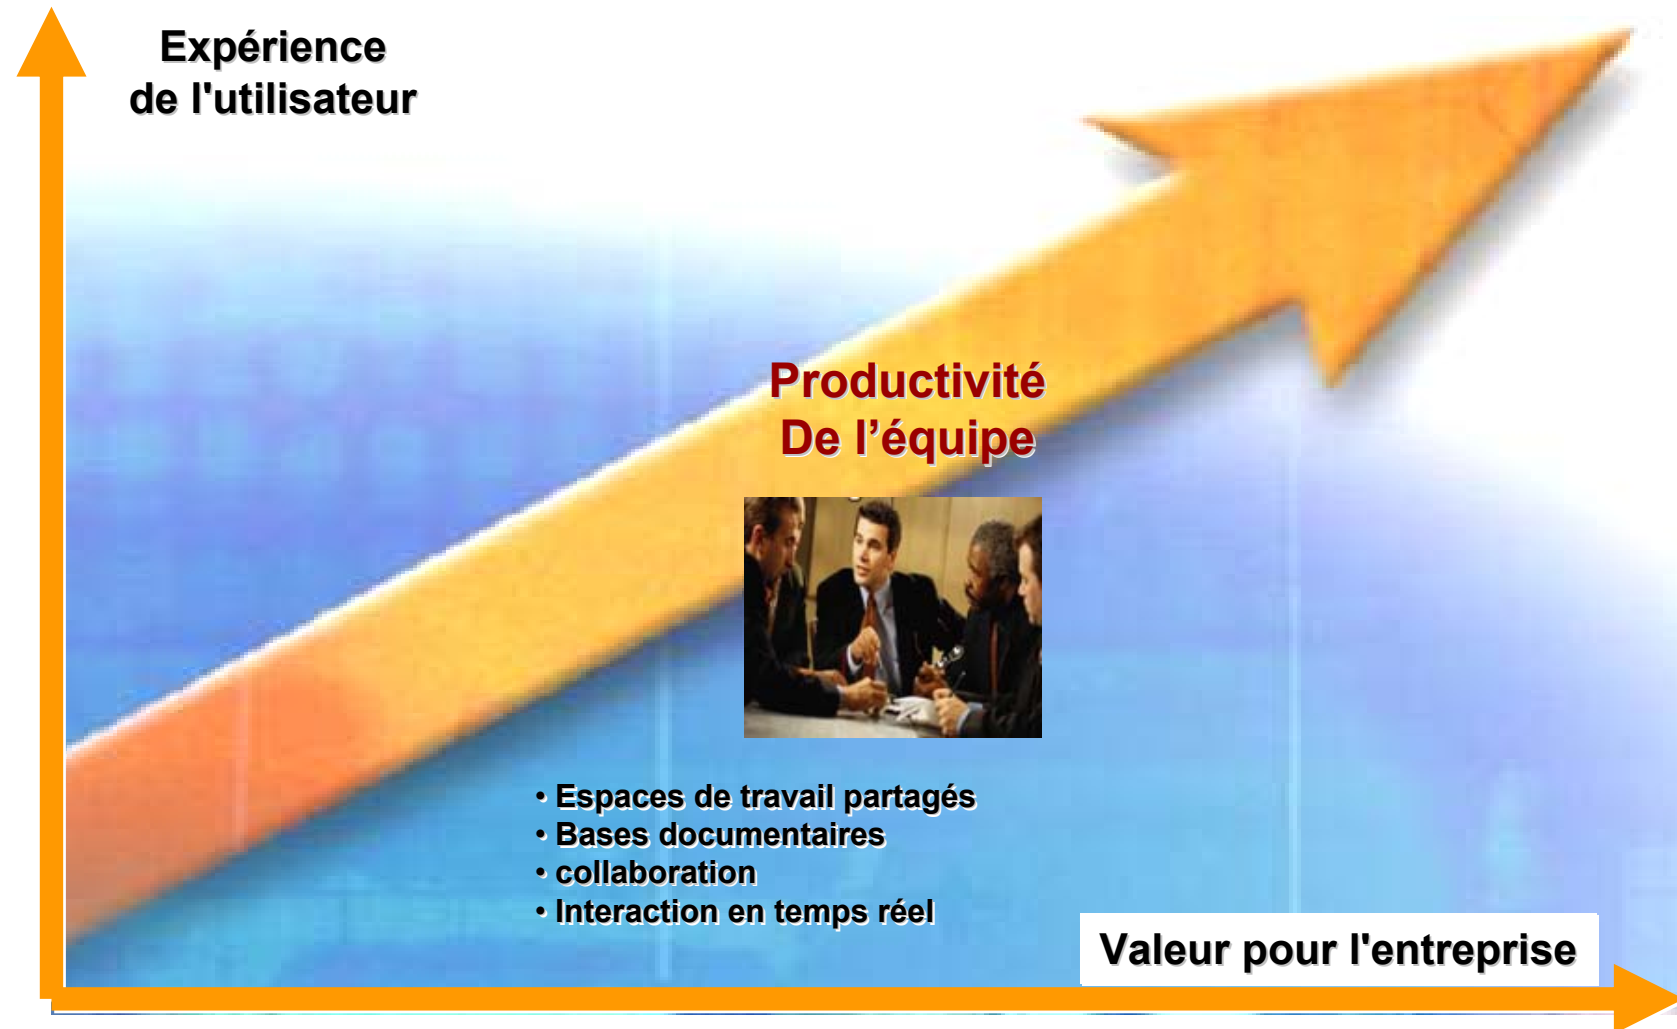 Expérience
de l'utilisateur
Productivité
De l’équipe
• Espaces de travail partagés
• Bases documentaires
• collaboration
• Interaction en temps réel
Valeur pour l'entreprise